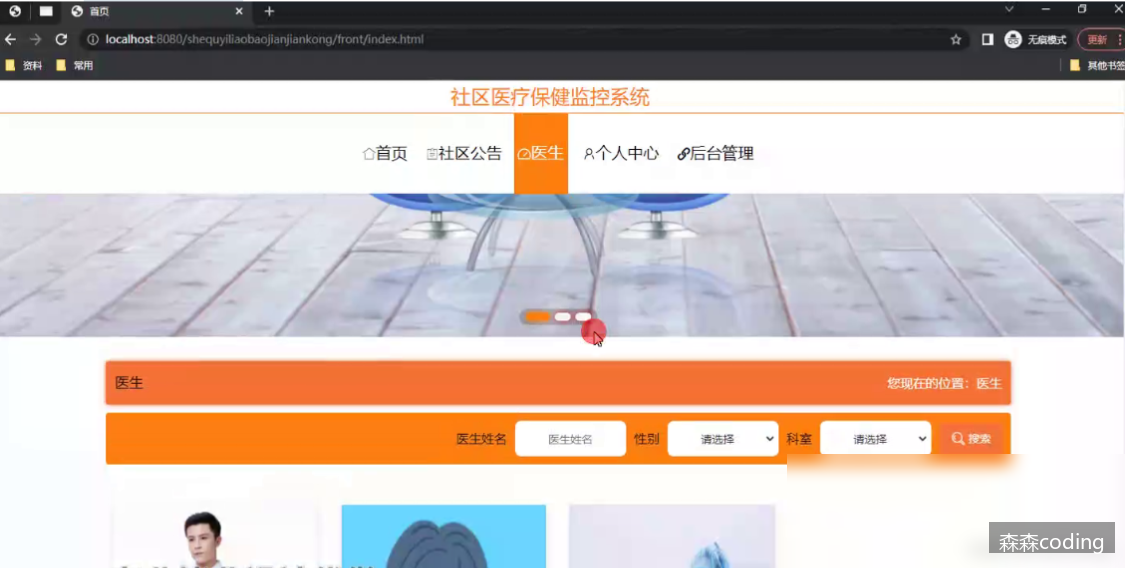 首页
localhost:8080/shequyiliaobaojianjiankong/front/index.html
无痕模式
更新
资料
常用
其他书签
社区医疗保健监控系统
首页 社区公告 医生 个人中心 后台管理
医生
您现在的位置：医生
医生姓名 医生姓名 性别 请选择 科室 请选择 搜索
森森coding